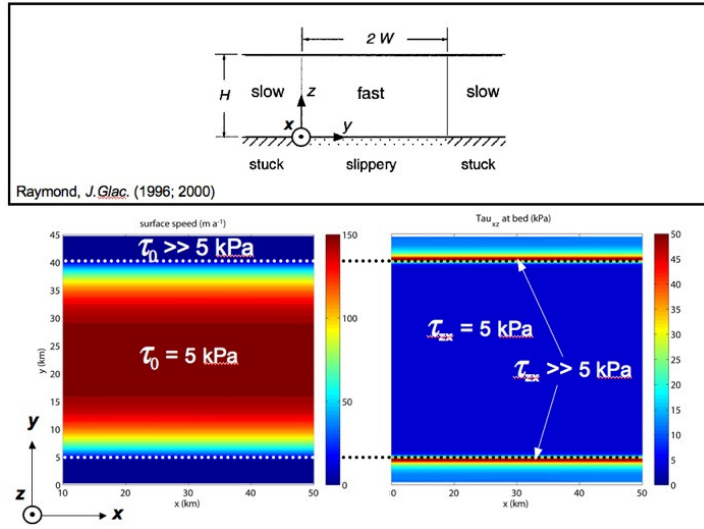 2 W
H
slow
z
fast
slow
x
y
stuck
slippery
stuck
Raymond, J.Glac. (1996; 2000)
surface speed (m a⁻¹)
45
40
35
30
25
20
15
10
5
0
y (km)
τ₀ >> 5 kPa
τ₀ = 5 kPa
10
20
30
40
50
x (km)
150
100
50
0
y
z
x
Tau_xz at bed (kPa)
τ_zx = 5 kPa
τ_zx >> 5 kPa
0
10
20
30
40
50
x (km)
50
45
40
35
30
25
20
15
10
5
0